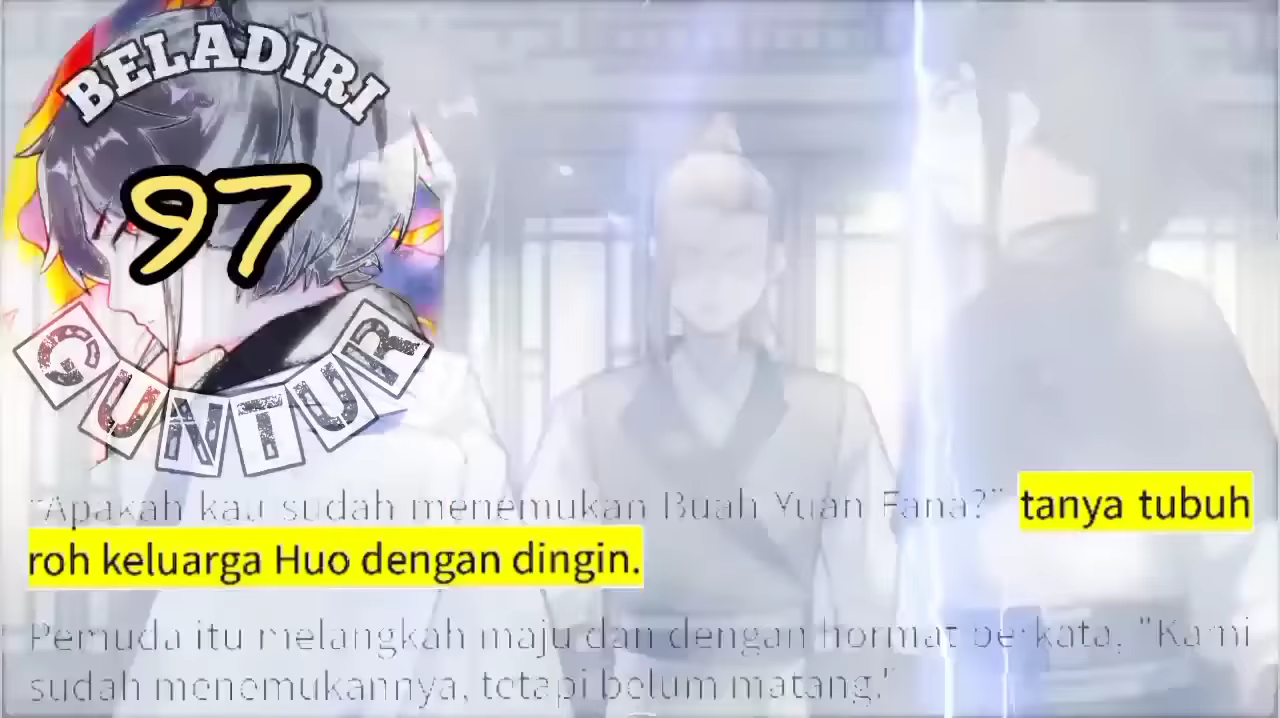 BELADIRI
97
GUNTUR
"Apakah kau sudah menemukan Buah Yuan Fana?" tanya tubuh
roh keluarga Huo dengan dingin.
Pemuda itu melangkah maju dan dengan hormat berkata, "Kami
sudah menemukannya, tetapi belum matang."